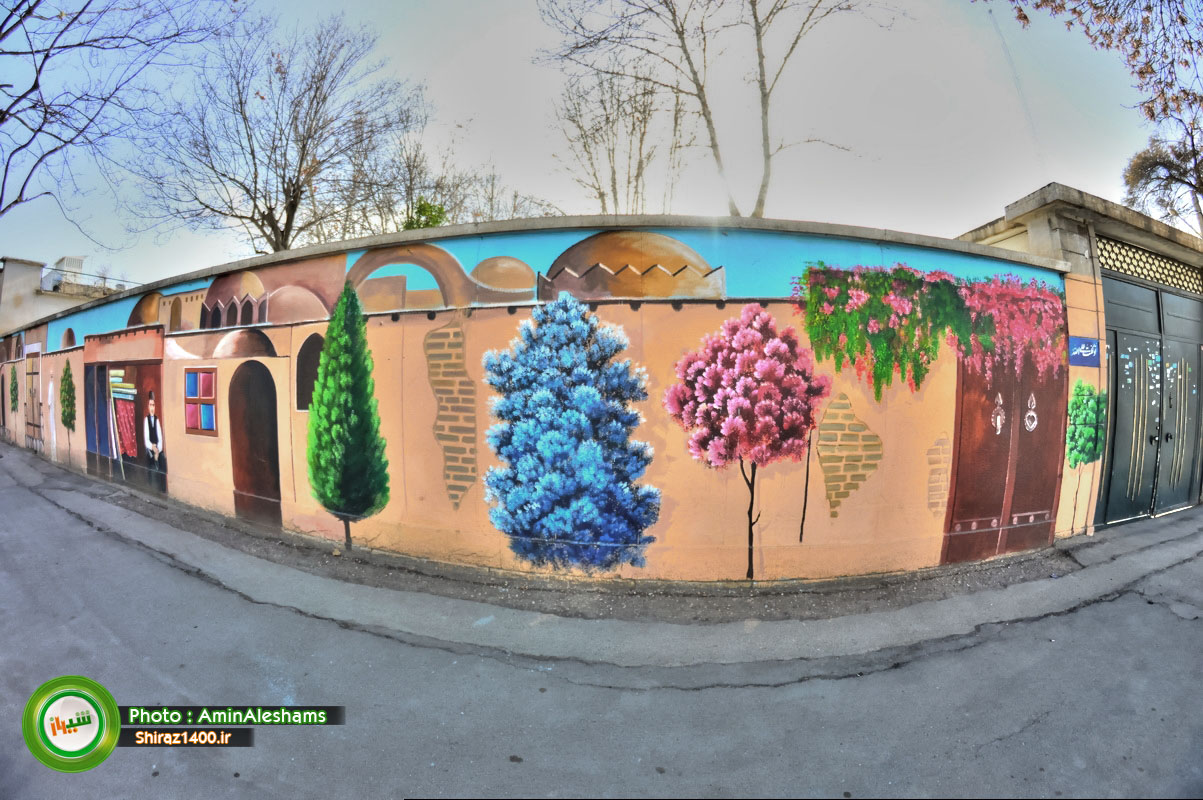 شیراز
Photo : AminAleshams
Shiraz1400.ir